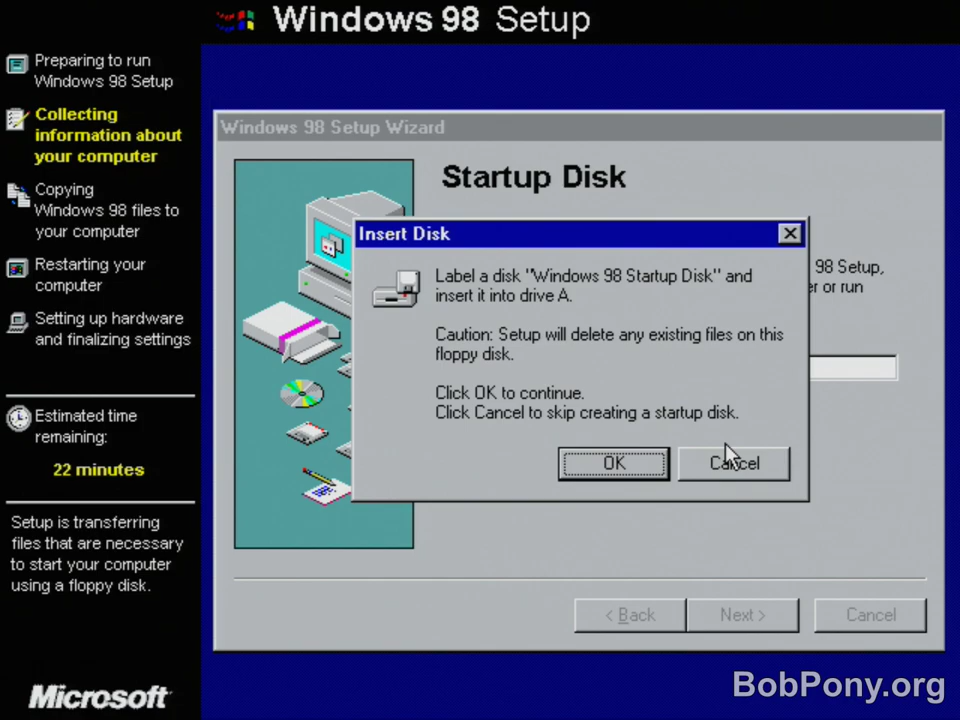 Windows 98 Setup
Preparing to run
Windows 98 Setup
Collecting
information about
your computer
Copying
Windows 98 files to
your computer
Restarting your
computer
Setting up hardware
and finalizing settings
Estimated time
remaining:
22 minutes
Setup is transferring
files that are necessary
to start your computer
using a floppy disk.
Microsoft
Windows 98 Setup Wizard
Startup Disk
98 Setup,
or run
Insert Disk
Label a disk "Windows 98 Startup Disk" and
insert it into drive A.
Caution: Setup will delete any existing files on this
floppy disk.
Click OK to continue.
Click Cancel to skip creating a startup disk.
OK
Cancel
< Back
Next >
Cancel
BobPony.org